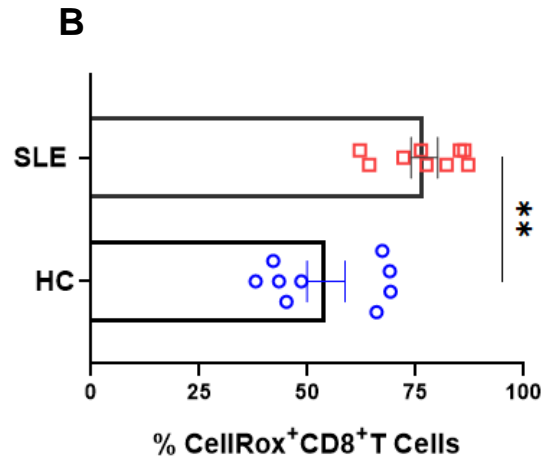 B
SLE
HC
**
0 25 50 75 100
% CellRox⁺CD8⁺T Cells